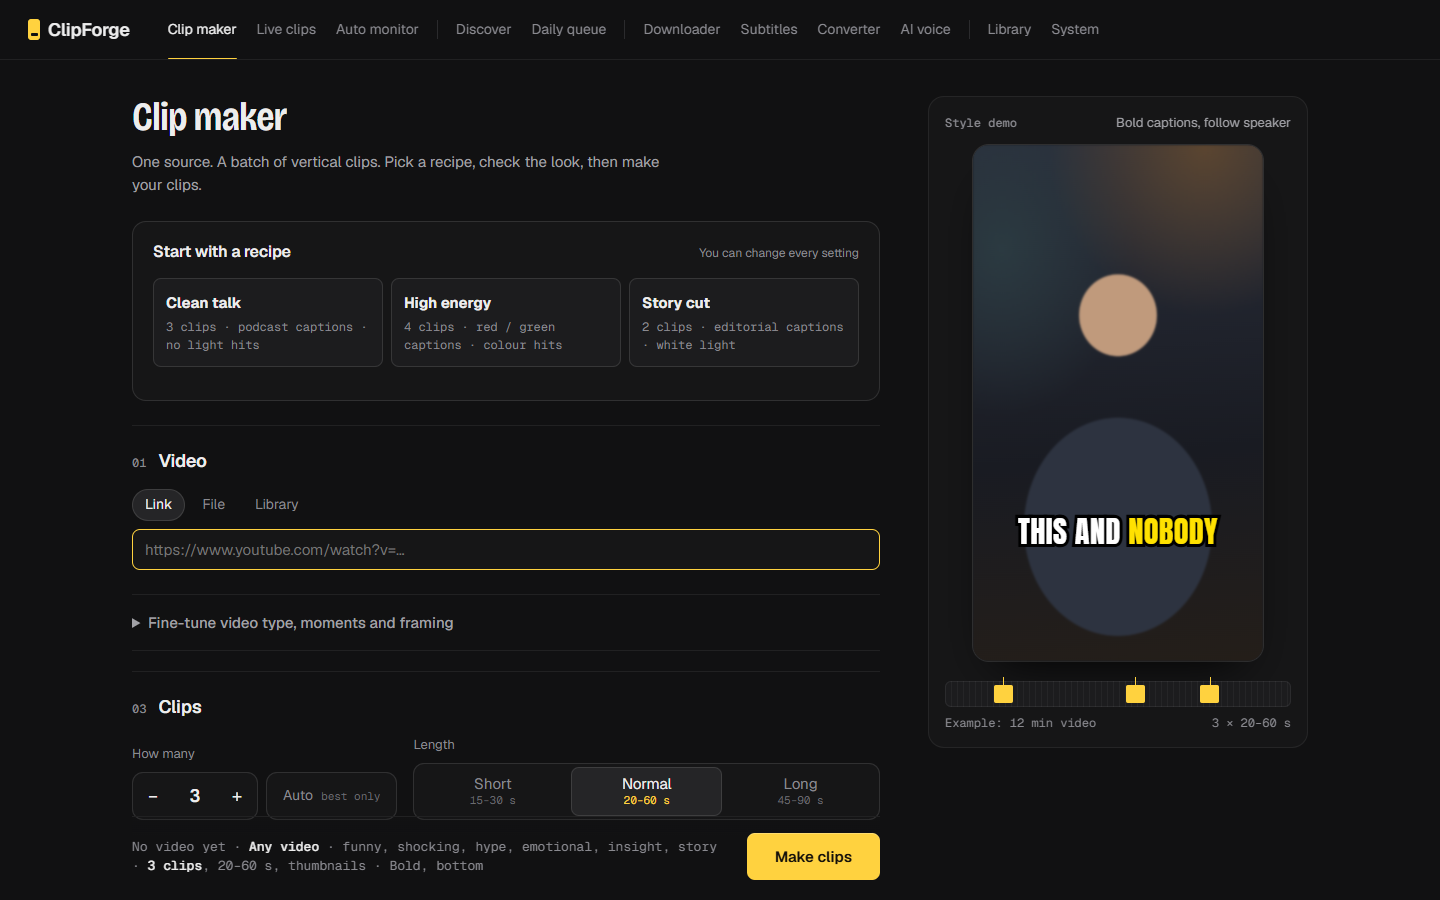 ClipForge
Clip maker
Live clips
Auto monitor
Discover
Daily queue
Downloader
Subtitles
Converter
AI voice
Library
System
Clip maker
One source. A batch of vertical clips. Pick a recipe, check the look, then make
your clips.
Start with a recipe
You can change every setting
Clean talk
3 clips · podcast captions ·
no light hits
High energy
4 clips · red / green
captions · colour hits
Story cut
2 clips · editorial captions
· white light
01 Video
Link
File
Library
https://www.youtube.com/watch?v=…
Fine-tune video type, moments and framing
03 Clips
How many
− 3 +
Auto best only
Length
Short
15–30 s
Normal
20–60 s
Long
45–90 s
No video yet · Any video · funny, shocking, hype, emotional, insight, story
· 3 clips, 20–60 s, thumbnails · Bold, bottom
Make clips
Style demo
Bold captions, follow speaker
THIS AND NOBODY
Example: 12 min video
3 × 20–60 s